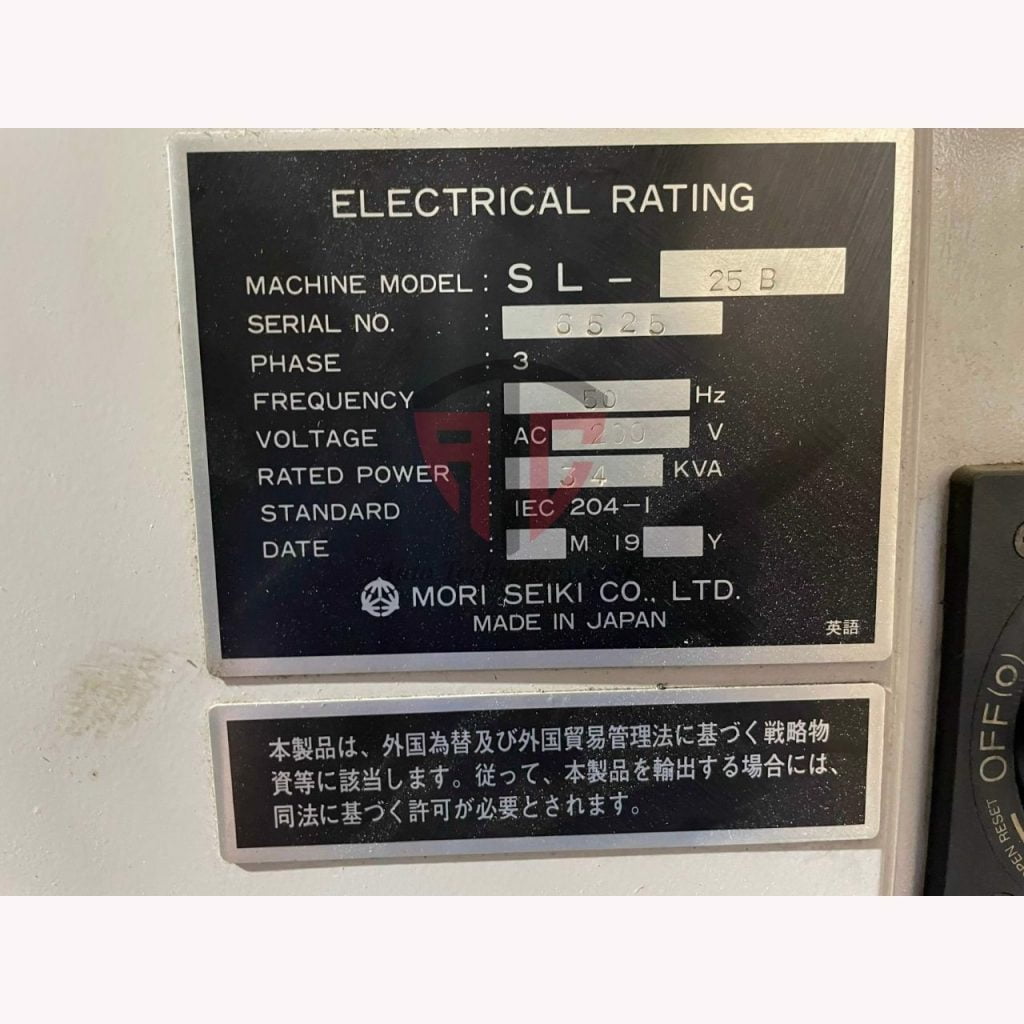 ELECTRICAL RATING
MACHINE MODEL : SL - 25 B
SERIAL NO. : 6525
PHASE : 3
FREQUENCY : 50 Hz
VOLTAGE : AC 200 V
RATED POWER : 34 KVA
STANDARD : IEC 204-1
DATE : M 19 Y
MORI SEIKI CO., LTD.
MADE IN JAPAN
英語
本製品は、外国為替及び外国貿易管理法に基づく戦略物
資等に該当します。従って、本製品を輸出する場合には、
同法に基づく許可が必要とされます。
OFF(O)
RESET